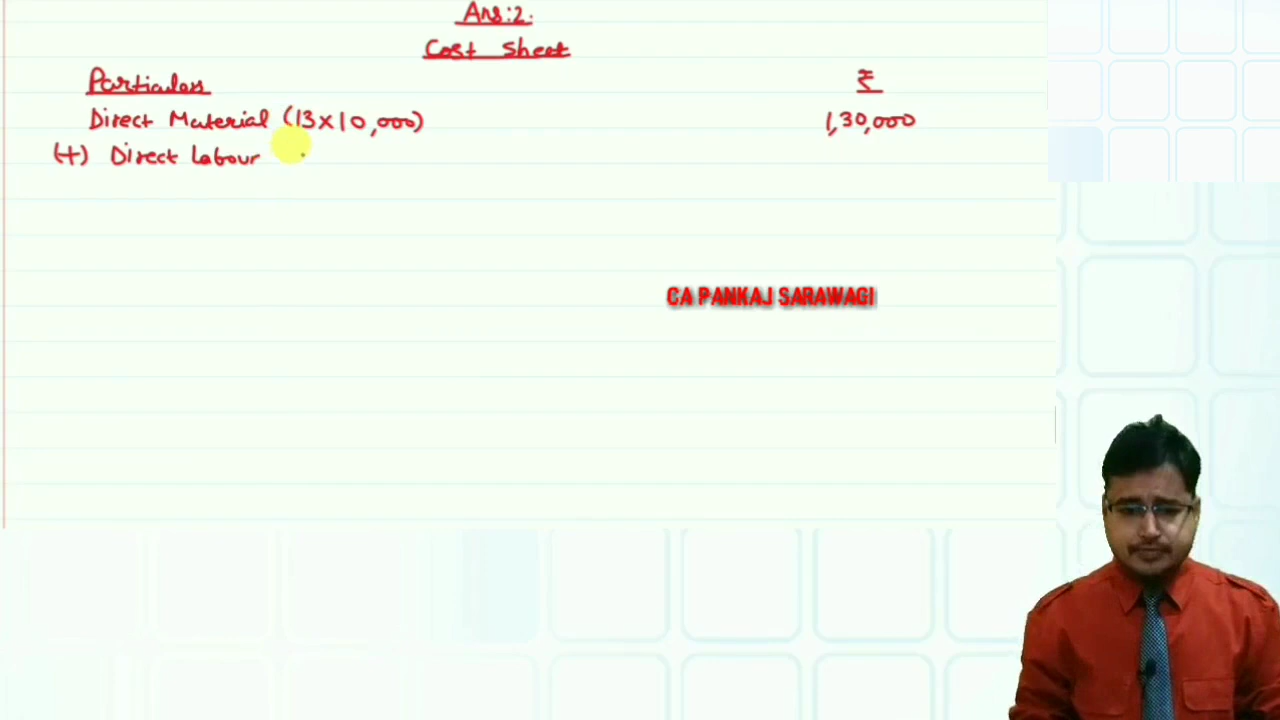 Ans:2.
Cost Sheet
Particulars ₹
Direct Material (13×10,000) 1,30,000
(+) Direct Labour
CA PANKAJ SARAWAGI